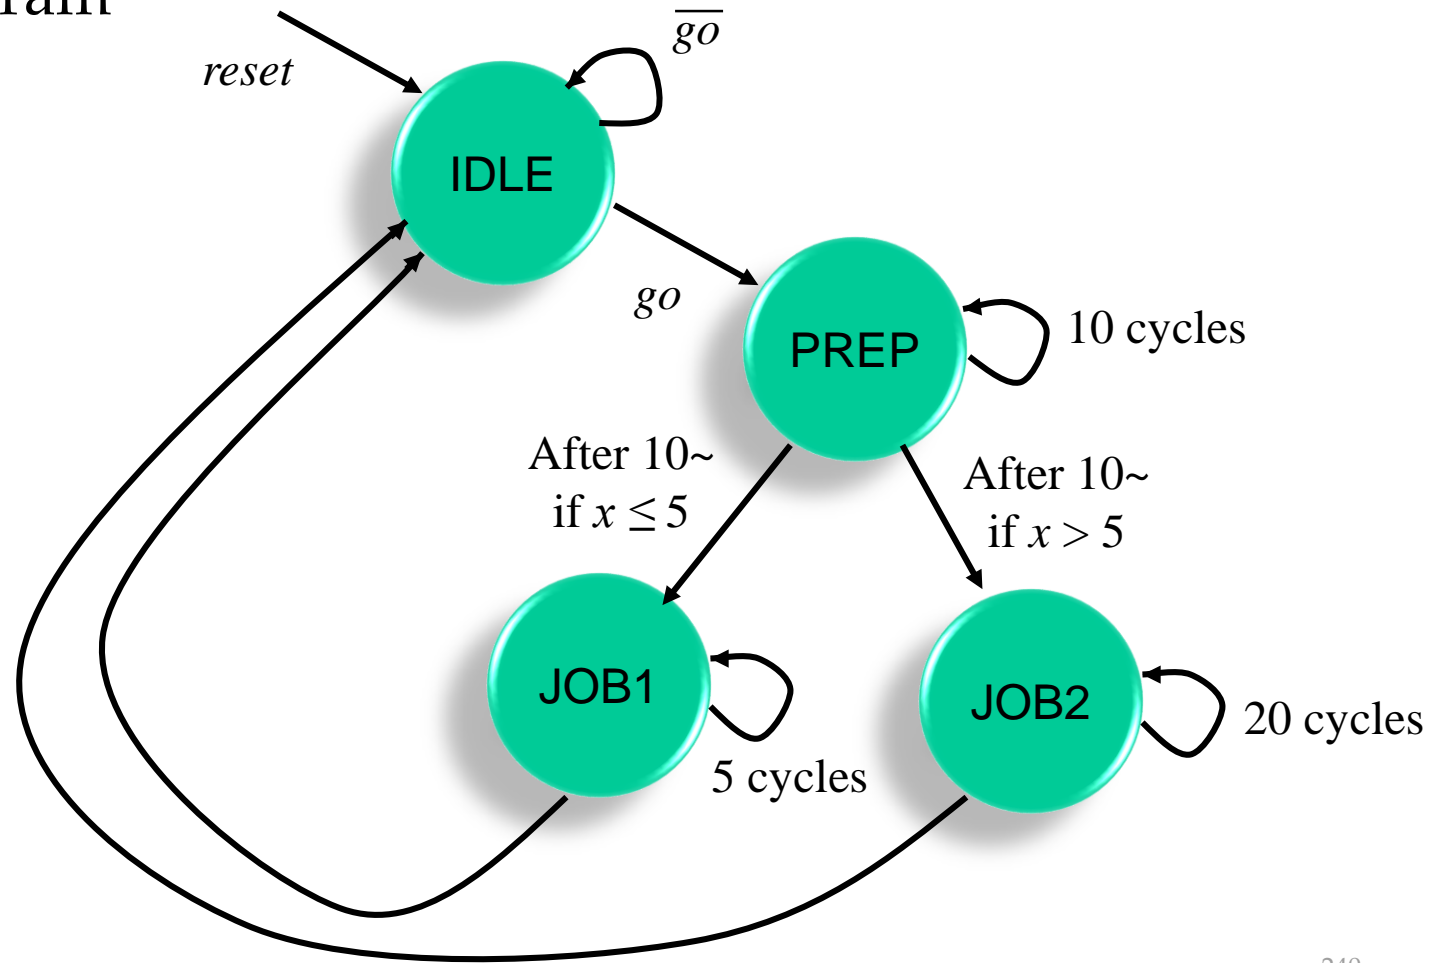 reset
g̅o̅
IDLE
go
PREP
10 cycles
After 10~
if x ≤ 5
After 10~
if x > 5
JOB1
5 cycles
JOB2
20 cycles